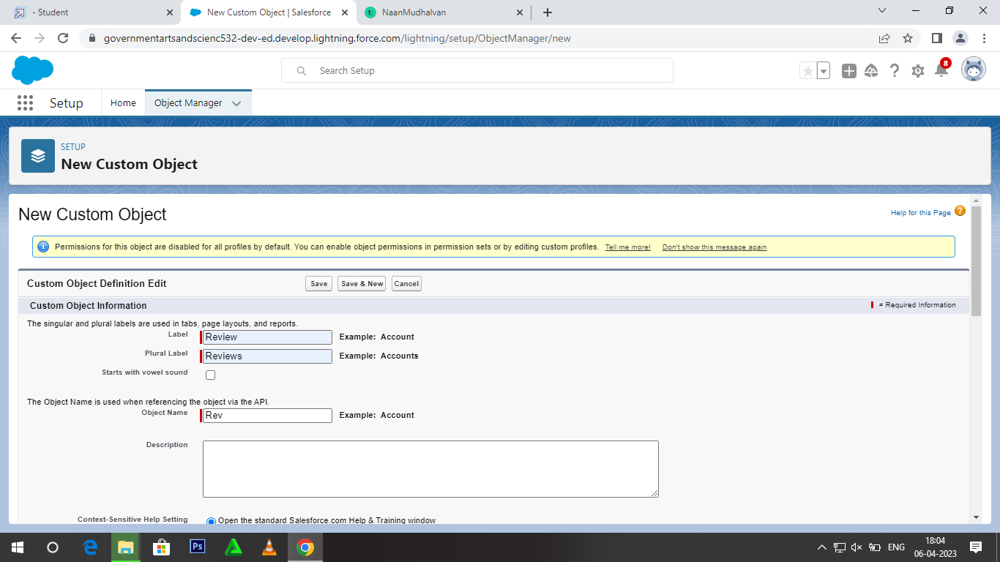 - Student
New Custom Object | Salesforce
NaanMudhalvan
governmentartsandscienc532-dev-ed.develop.lightning.force.com/lightning/setup/ObjectManager/new
Search Setup
8
Setup
Home
Object Manager
SETUP
New Custom Object
New Custom Object
Help for this Page
Permissions for this object are disabled for all profiles by default. You can enable object permissions in permission sets or by editing custom profiles. Tell me more! Don't show this message again
Custom Object Definition Edit
Save
Save & New
Cancel
Custom Object Information
= Required Information
The singular and plural labels are used in tabs, page layouts, and reports.
Label
Review
Example: Account
Plural Label
Reviews
Example: Accounts
Starts with vowel sound
The Object Name is used when referencing the object via the API.
Object Name
Rev
Example: Account
Description
Context-Sensitive Help Setting
Open the standard Salesforce.com Help & Training window
Ps
ENG
18:04
06-04-2023